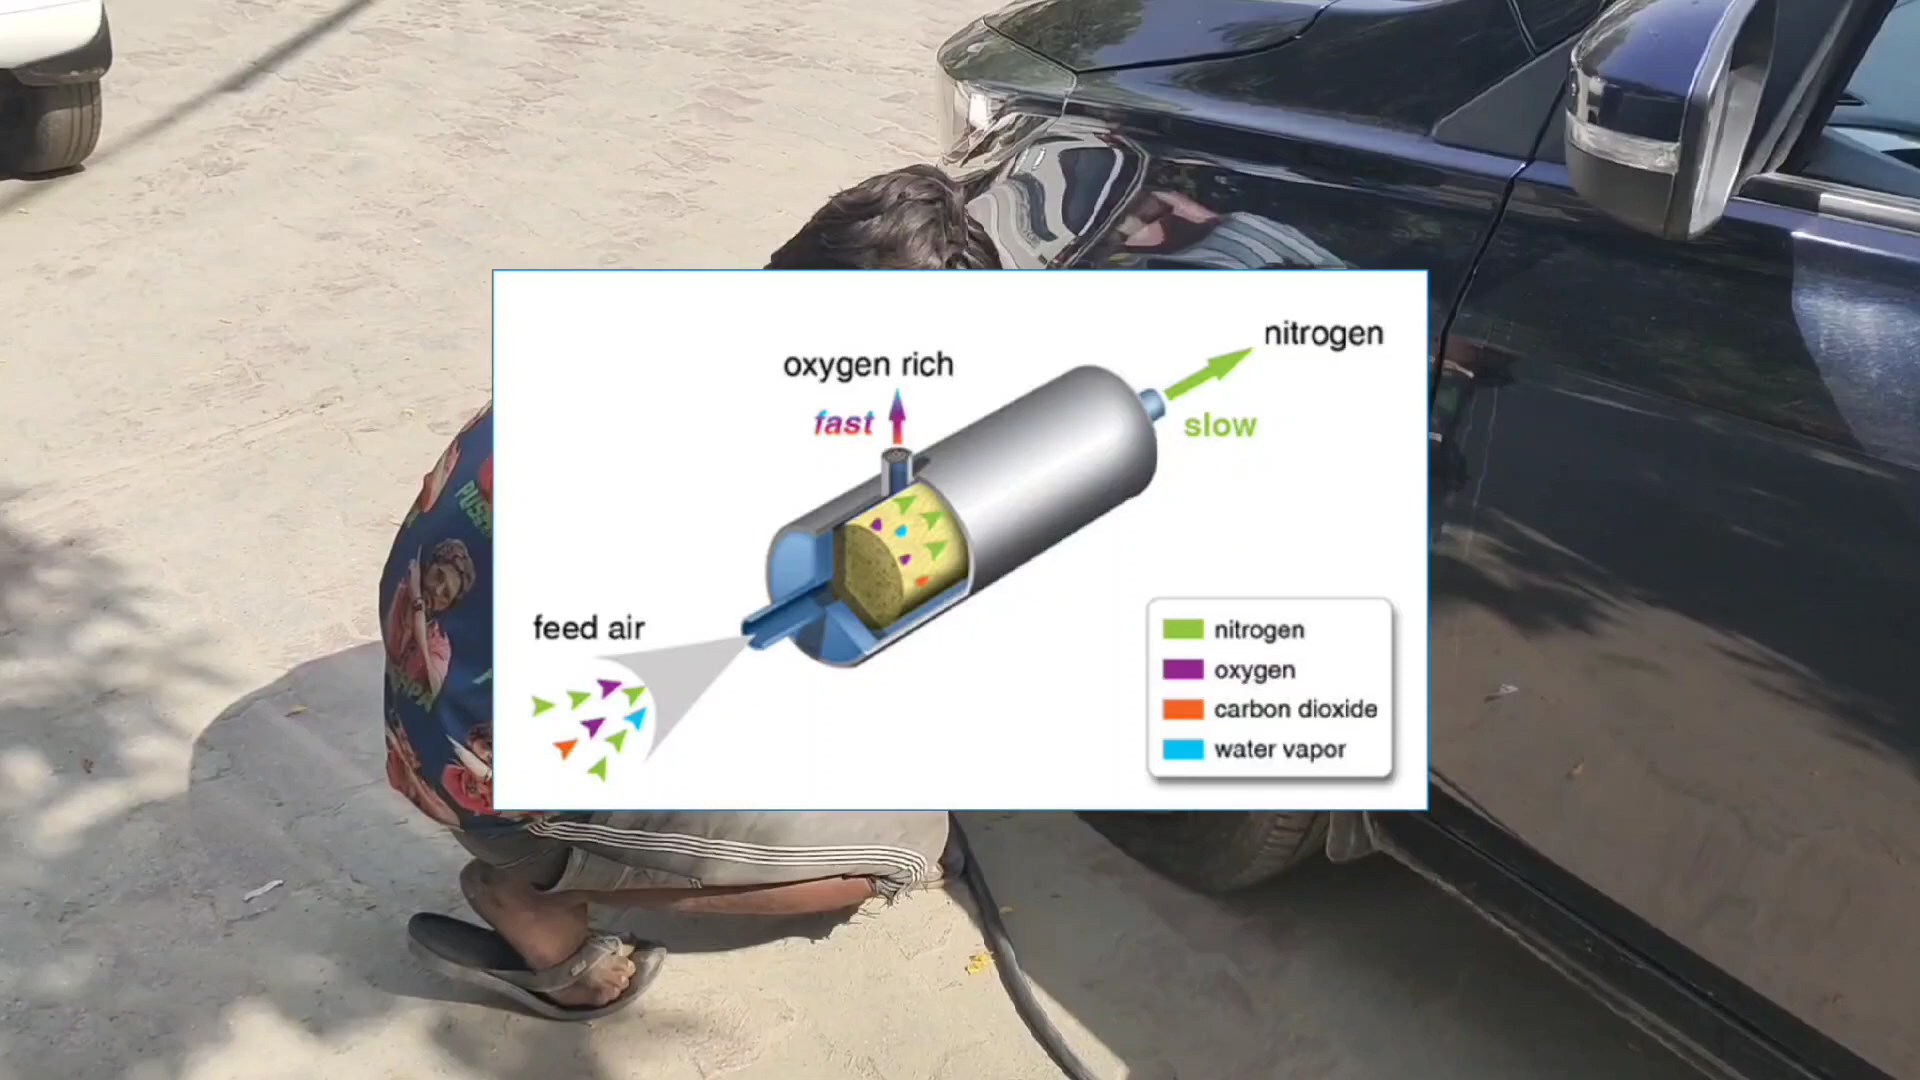 nitrogen
oxygen rich
fast
slow
feed air
nitrogen
oxygen
carbon dioxide
water vapor